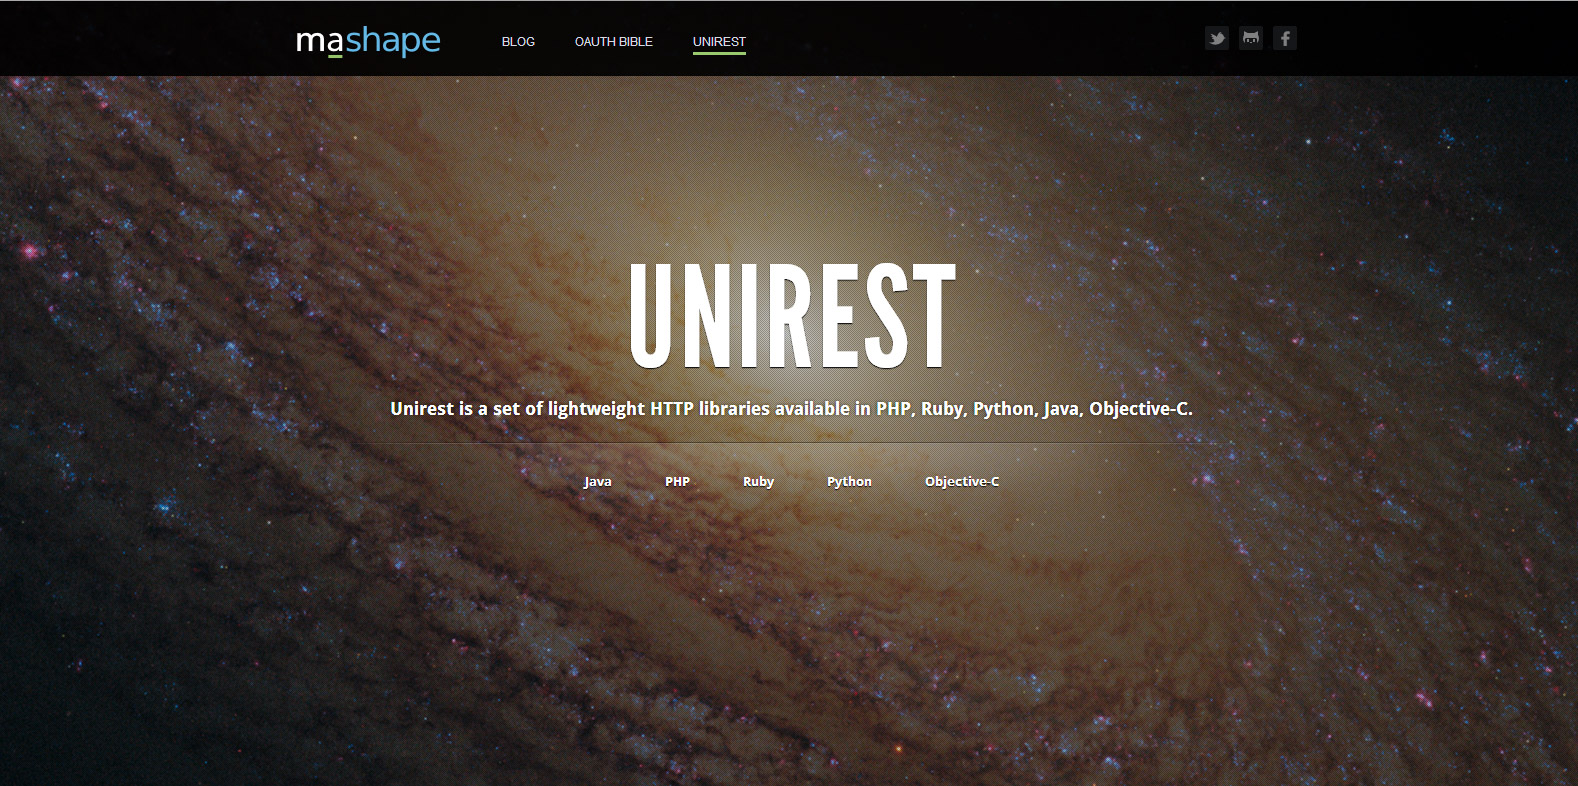 mashape
BLOG OAUTH BIBLE UNIREST
UNIREST
Unirest is a set of lightweight HTTP libraries available in PHP, Ruby, Python, Java, Objective-C.
Java PHP Ruby Python Objective-C